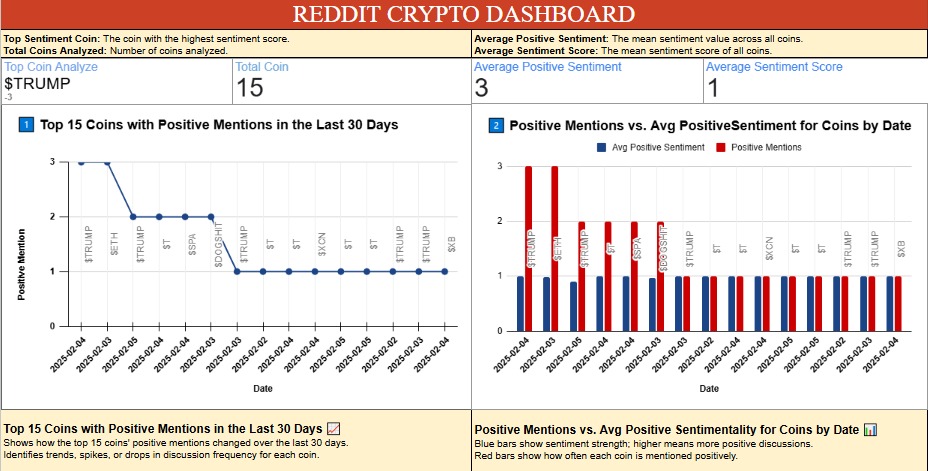 REDDIT CRYPTO DASHBOARD
Top Sentiment Coin: The coin with the highest sentiment score.
Total Coins Analyzed: Number of coins analyzed.
Average Positive Sentiment: The mean sentiment value across all coins.
Average Sentiment Score: The mean sentiment score of all coins.
Top Coin Analyze
$TRUMP
-3
Total Coin
15
Average Positive Sentiment
3
Average Sentiment Score
1
1 Top 15 Coins with Positive Mentions in the Last 30 Days
Positive Mention
3
2
1
0
$TRUMP
$ETH
$TRUMP
$T
$SPA
$DOGSHIT
$TRUMP
$T
$T
$XCN
$T
$T
$TRUMP
$TRUMP
$XB
2025-02-04
2025-02-03
2025-02-05
2025-02-04
2025-02-04
2025-02-03
2025-02-03
2025-02-02
2025-02-04
2025-02-03
2025-02-05
2025-02-05
2025-02-02
2025-02-03
2025-02-04
Date
2 Positive Mentions vs. Avg PositiveSentiment for Coins by Date
Avg Positive Sentiment
Positive Mentions
3
2
1
0
$TRUMP
$ETH
$TRUMP
$T
$SPA
$DOGSHIT
$TRUMP
$T
$T
$XCN
$T
$T
$TRUMP
$TRUMP
$XB
2025-02-04
2025-02-03
2025-02-05
2025-02-04
2025-02-04
2025-02-03
2025-02-03
2025-02-02
2025-02-04
2025-02-03
2025-02-05
2025-02-05
2025-02-02
2025-02-03
2025-02-04
Date
Top 15 Coins with Positive Mentions in the Last 30 Days 📈
Shows how the top 15 coins' positive mentions changed over the last 30 days.
Identifies trends, spikes, or drops in discussion frequency for each coin.
Positive Mentions vs. Avg Positive Sentimentality for Coins by Date 📊
Blue bars show sentiment strength; higher means more positive discussions.
Red bars show how often each coin is mentioned positively.